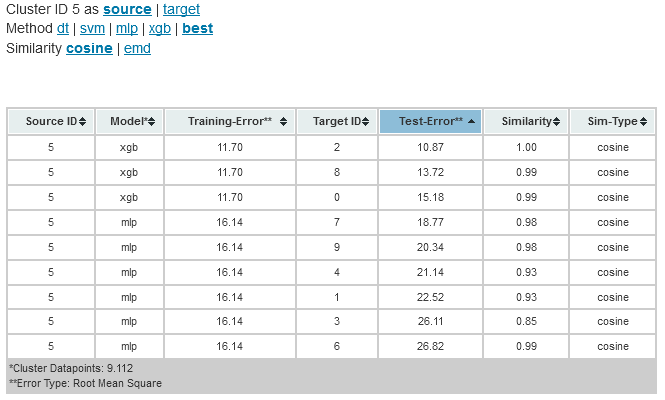 Cluster ID 5 as source | target
Method dt | svm | mlp | xgb | best
Similarity cosine | emd
Source ID Model* Training-Error** Target ID Test-Error** Similarity Sim-Type
5 xgb 11.70 2 10.87 1.00 cosine
5 xgb 11.70 8 13.72 0.99 cosine
5 xgb 11.70 0 15.18 0.99 cosine
5 mlp 16.14 7 18.77 0.98 cosine
5 mlp 16.14 9 20.34 0.98 cosine
5 mlp 16.14 4 21.14 0.93 cosine
5 mlp 16.14 1 22.52 0.93 cosine
5 mlp 16.14 3 26.11 0.85 cosine
5 mlp 16.14 6 26.82 0.99 cosine
*Cluster Datapoints: 9.112
**Error Type: Root Mean Square